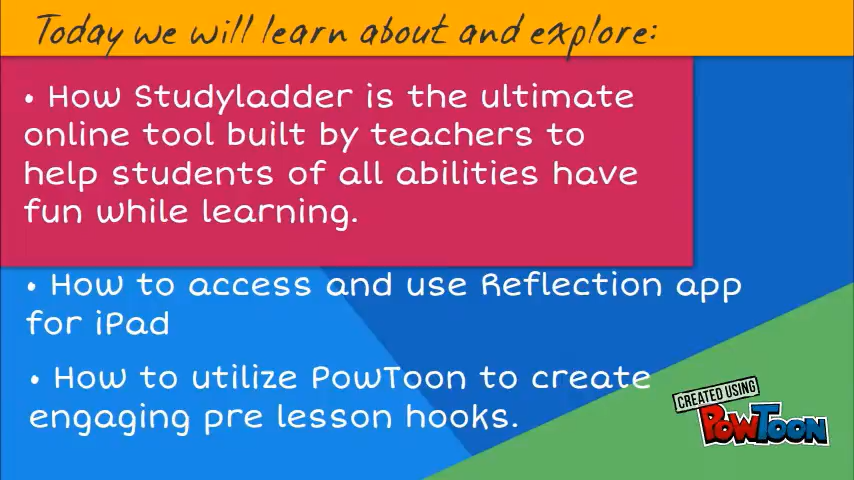 Today we will learn about and explore:
• How Studyladder is the ultimate
online tool built by teachers to
help students of all abilities have
fun while learning.
• How to access and use Reflection app
for iPad
• How to utilize PowToon to create
engaging pre lesson hooks.
CREATED USING
POWTOON